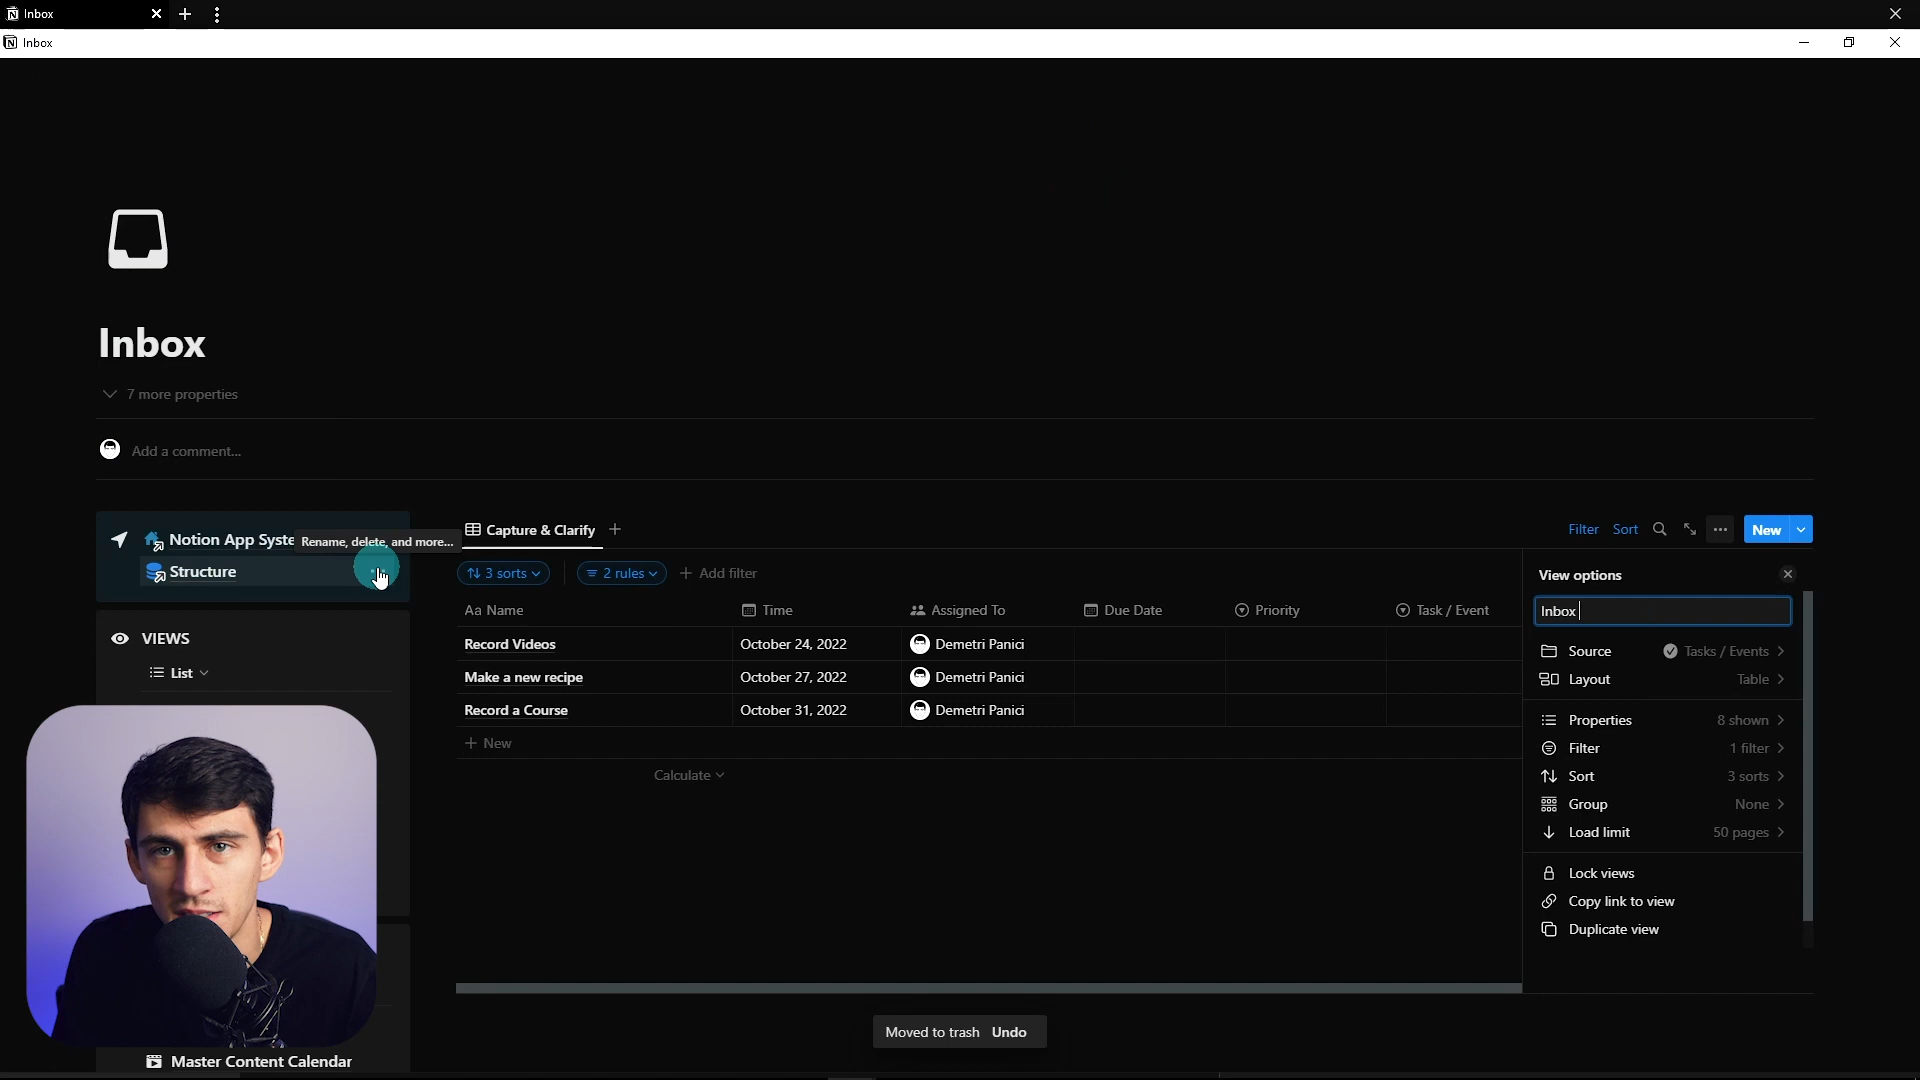 Inbox
Inbox
Inbox
7 more properties
Add a comment...
Notion App Syste
Rename, delete, and more...
Structure
VIEWS
List
Master Content Calendar
Capture & Clarify
Filter Sort New
3 sorts 2 rules Add filter
Aa Name Time Assigned To Due Date Priority Task / Event
Record Videos October 24, 2022 Demetri Panici
Make a new recipe October 27, 2022 Demetri Panici
Record a Course October 31, 2022 Demetri Panici
New
Calculate
View options
Inbox
Source Tasks / Events
Layout Table
Properties 8 shown
Filter 1 filter
Sort 3 sorts
Group None
Load limit 50 pages
Lock views
Copy link to view
Duplicate view
Moved to trash Undo